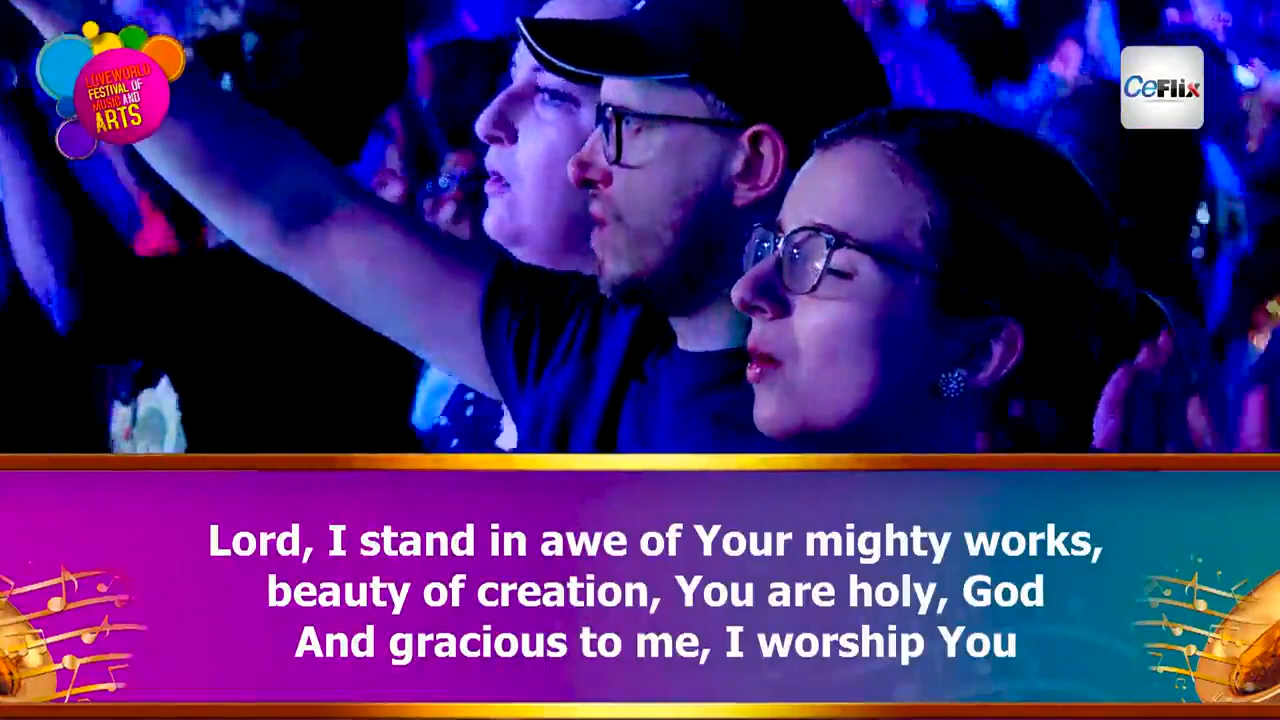 LOVEWORLD
FESTIVAL OF
MUSIC AND
ARTS
CeFlix
Lord, I stand in awe of Your mighty works,
beauty of creation, You are holy, God
And gracious to me, I worship You